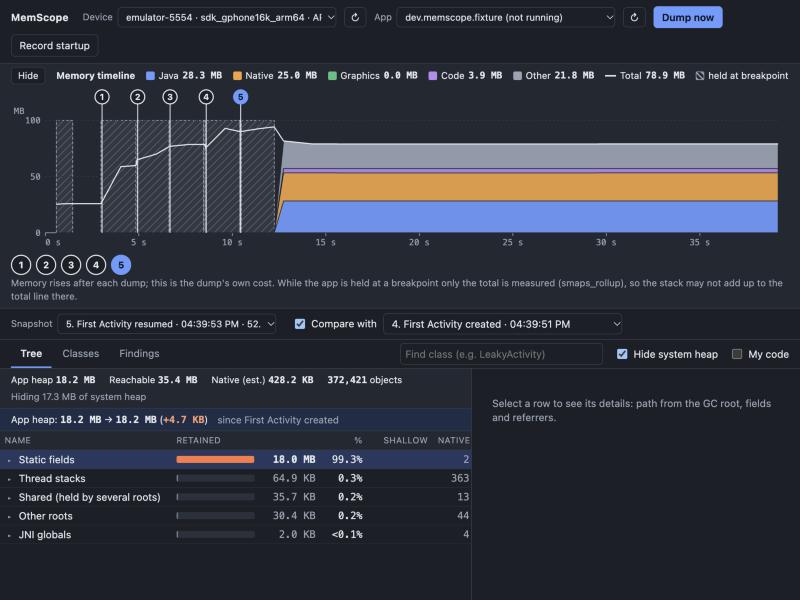 MemScope Device emulator-5554 · sdk_gphone16k_arm64 · AF App dev.memscope.fixture (not running) Dump now
Record startup
Hide Memory timeline Java 28.3 MB Native 25.0 MB Graphics 0.0 MB Code 3.9 MB Other 21.8 MB Total 78.9 MB held at breakpoint
1 2 3 4 5
MB
100
50
0
0 s 5 s 10 s 15 s 20 s 25 s 30 s 35 s
1 2 3 4 5
Memory rises after each dump; this is the dump's own cost. While the app is held at a breakpoint only the total is measured (smaps_rollup), so the stack may not add up to the
total line there.
Snapshot 5. First Activity resumed · 04:39:53 PM · 52. Compare with 4. First Activity created · 04:39:51 PM
Tree Classes Findings Find class (e.g. LeakyActivity) Hide system heap My code
App heap 18.2 MB Reachable 35.4 MB Native (est.) 428.2 KB 372,421 objects
Hiding 17.3 MB of system heap
App heap: 18.2 MB → 18.2 MB (+4.7 KB) since First Activity created
NAME RETAINED % SHALLOW NATIVE
Static fields 18.0 MB 99.3% 2
Thread stacks 64.9 KB 0.3% 363
Shared (held by several roots) 35.7 KB 0.2% 13
Other roots 30.4 KB 0.2% 44
JNI globals 2.0 KB <0.1% 4
Select a row to see its details: path from the GC root, fields
and referrers.